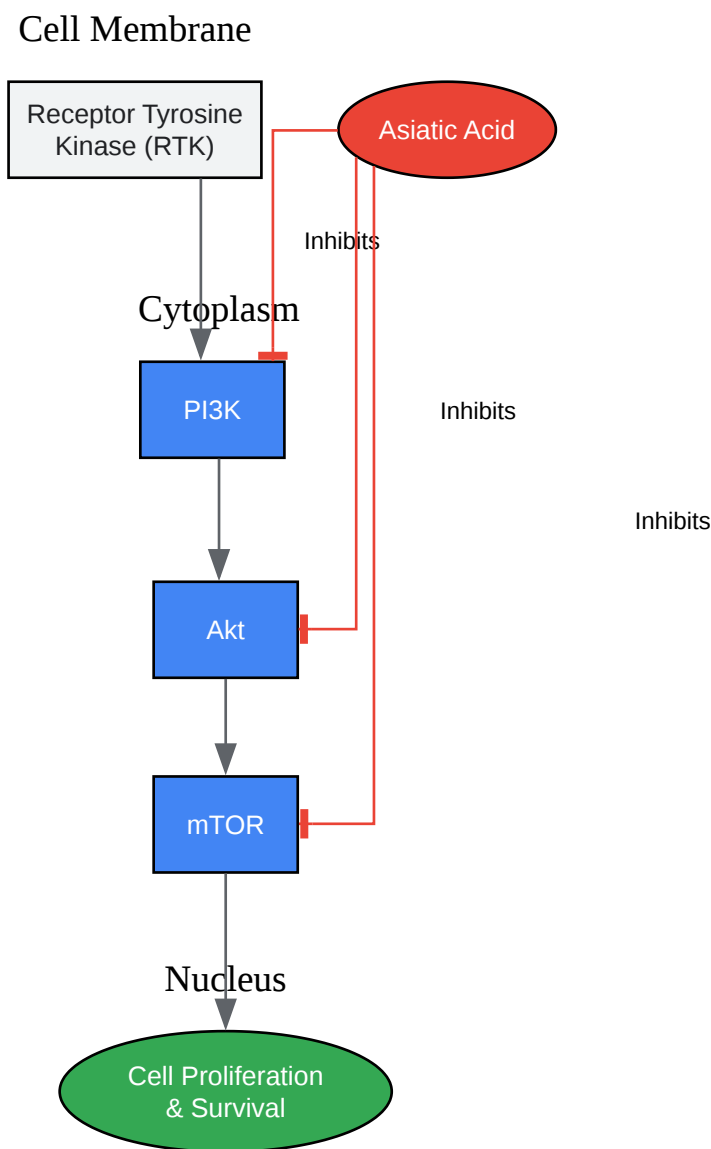 Cell Membrane
Receptor Tyrosine
Kinase (RTK)
Asiatic Acid
Inhibits
Cytoplasm
PI3K
Inhibits
Inhibits
Akt
mTOR
Nucleus
Cell Proliferation
& Survival